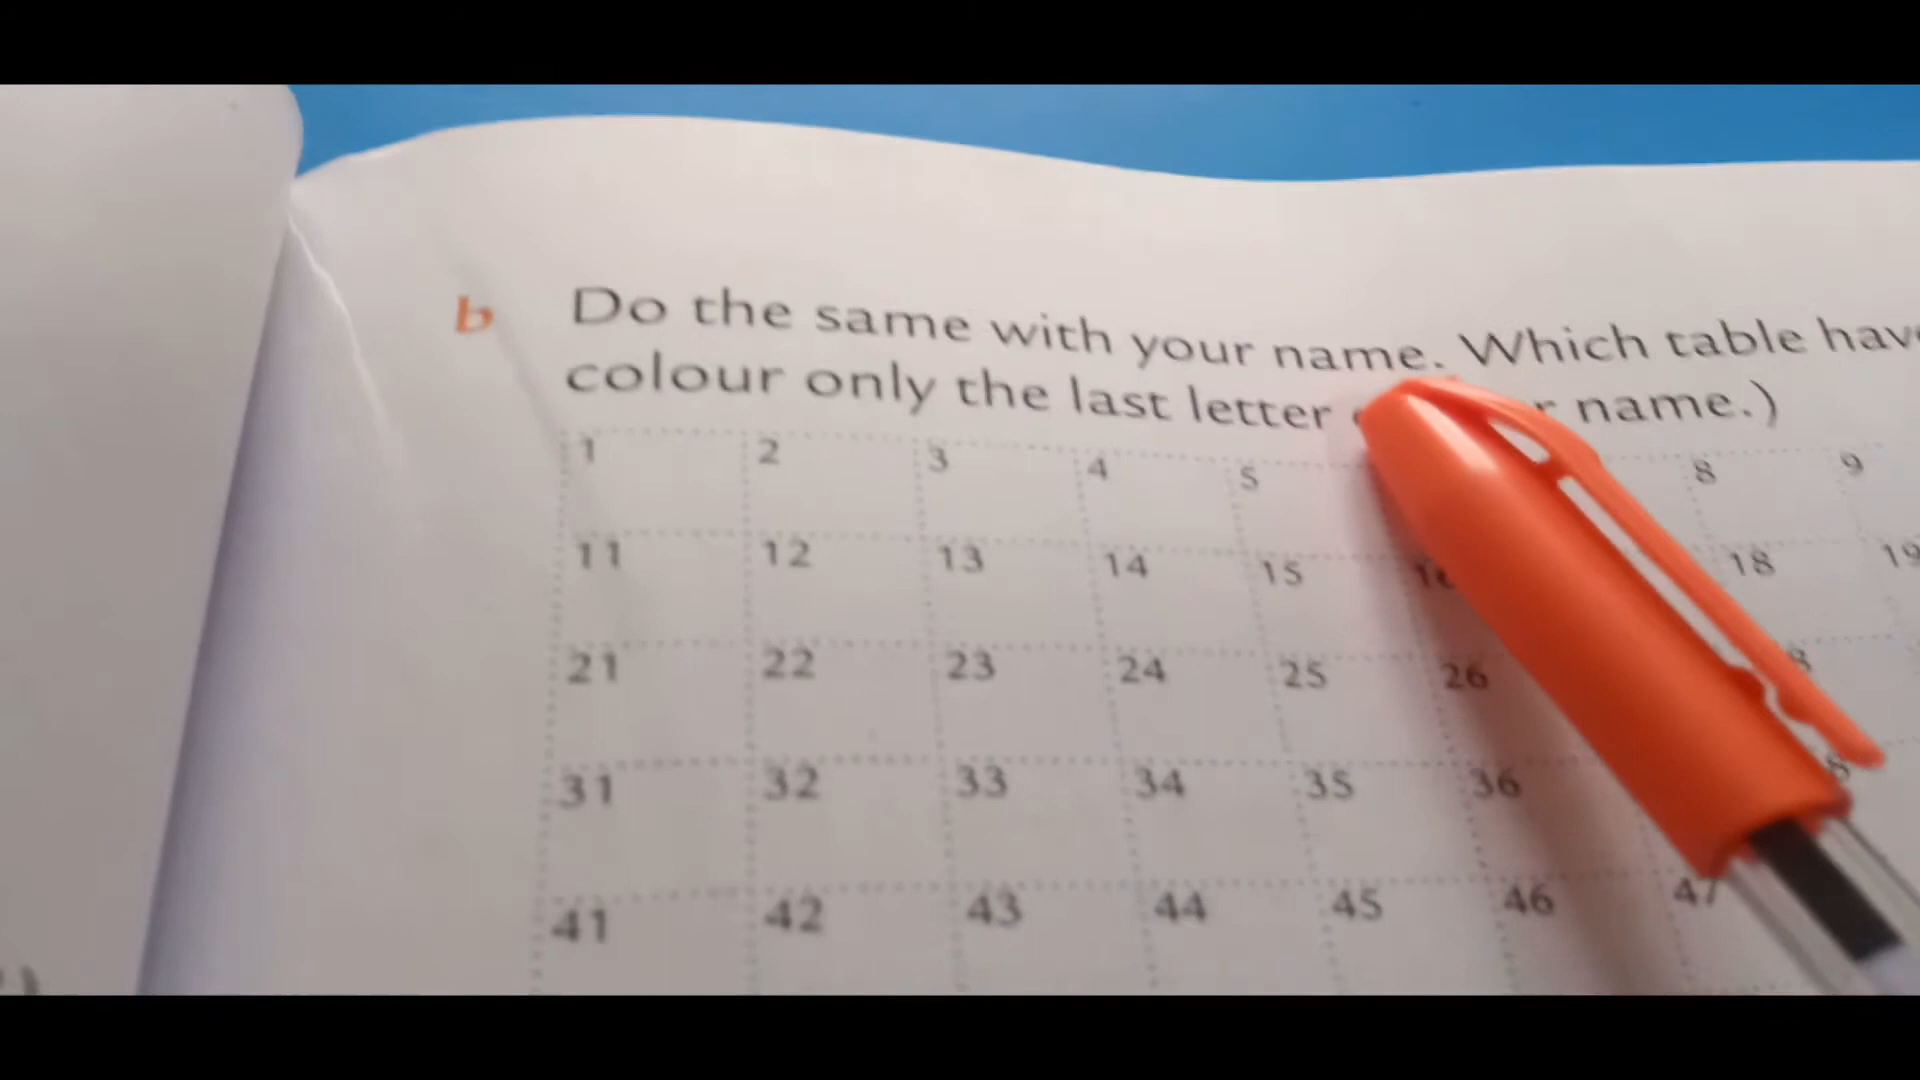 b Do the same with your name. Which table
colour only the last letter name.)
1 2 3 4 5 8 9
11 12 13 14 15 18 19
21 22 23 24 25 26
31 32 33 34 35 36
41 42 43 44 45 46 47